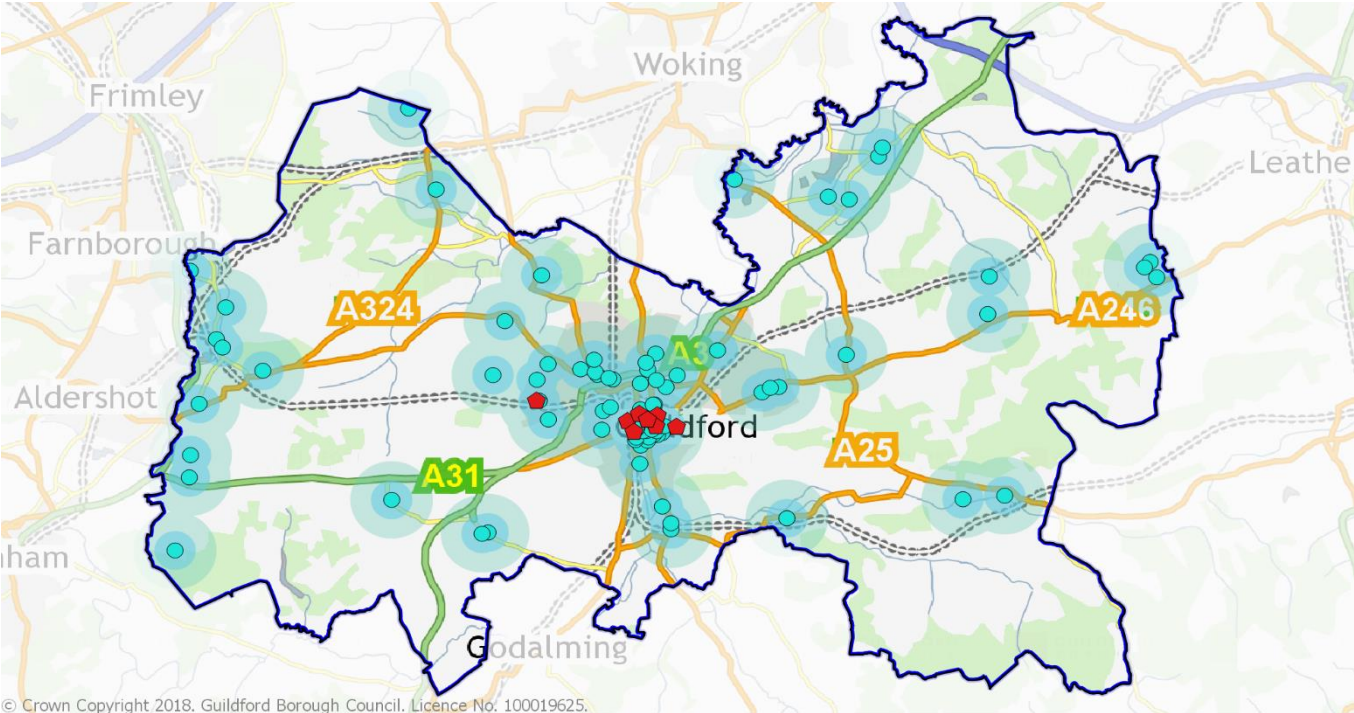 Woking
Frimley
Leathe
Farnborough
A324
A246
A3
Aldershot
Guildford
A25
A31
ham
Godalming
© Crown Copyright 2018. Guildford Borough Council. Licence No. 100019625.